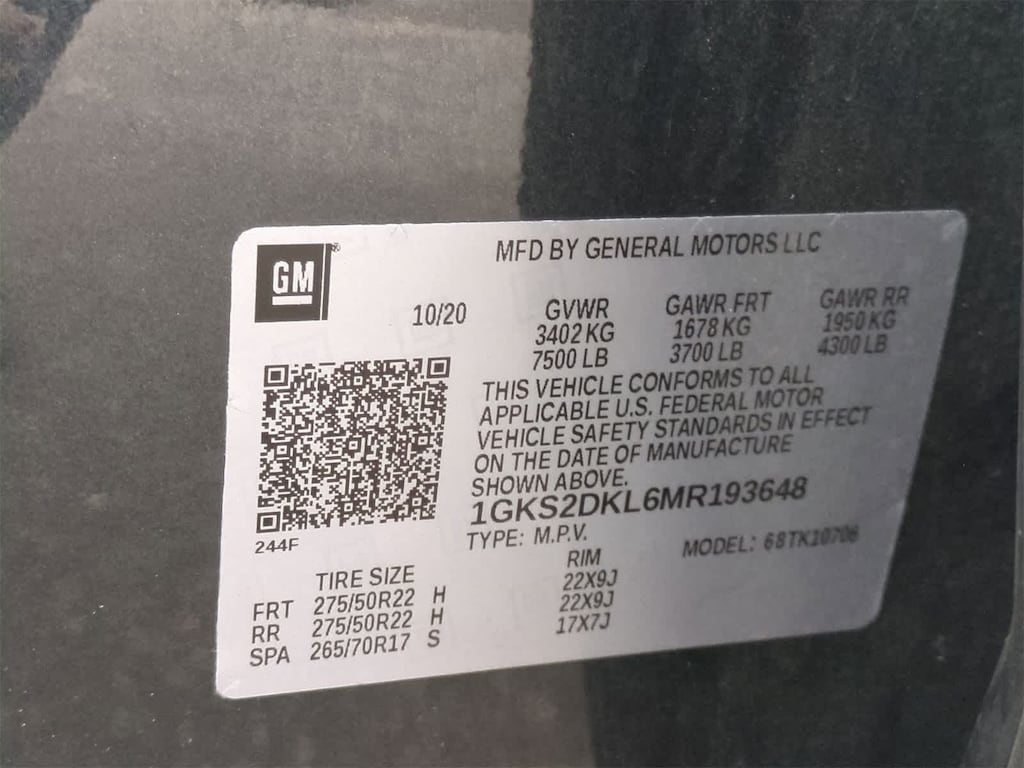 GM
MFD BY GENERAL MOTORS LLC
10/20
GVWR GAWR FRT GAWR RR
3402 KG 1678 KG 1950 KG
7500 LB 3700 LB 4300 LB
THIS VEHICLE CONFORMS TO ALL
APPLICABLE U.S. FEDERAL MOTOR
VEHICLE SAFETY STANDARDS IN EFFECT
ON THE DATE OF MANUFACTURE
SHOWN ABOVE.
1GKS2DKL6MR193648
TYPE: M.P.V. MODEL: 68TK10706
244F
TIRE SIZE RIM
FRT 275/50R22 H 22X9J
RR 275/50R22 H 22X9J
SPA 265/70R17 S 17X7J